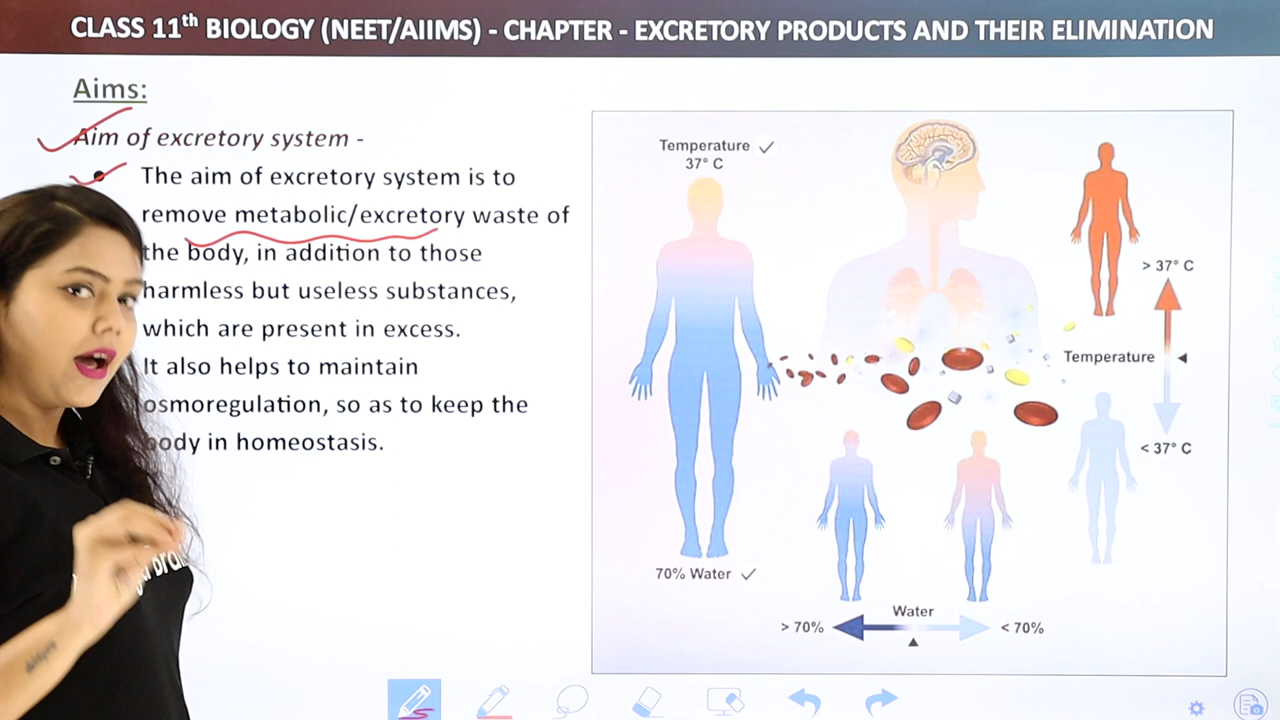 CLASS 11th BIOLOGY (NEET/AIIMS) - CHAPTER - EXCRETORY PRODUCTS AND THEIR ELIMINATION
Aims:
Aim of excretory system -
The aim of excretory system is to
remove metabolic/excretory waste of
the body, in addition to those
harmless but useless substances,
which are present in excess.
It also helps to maintain
osmoregulation, so as to keep the
body in homeostasis.
Temperature ✓
37° C
70% Water ✓
> 37° C
Temperature
< 37° C
Water
> 70%
< 70%